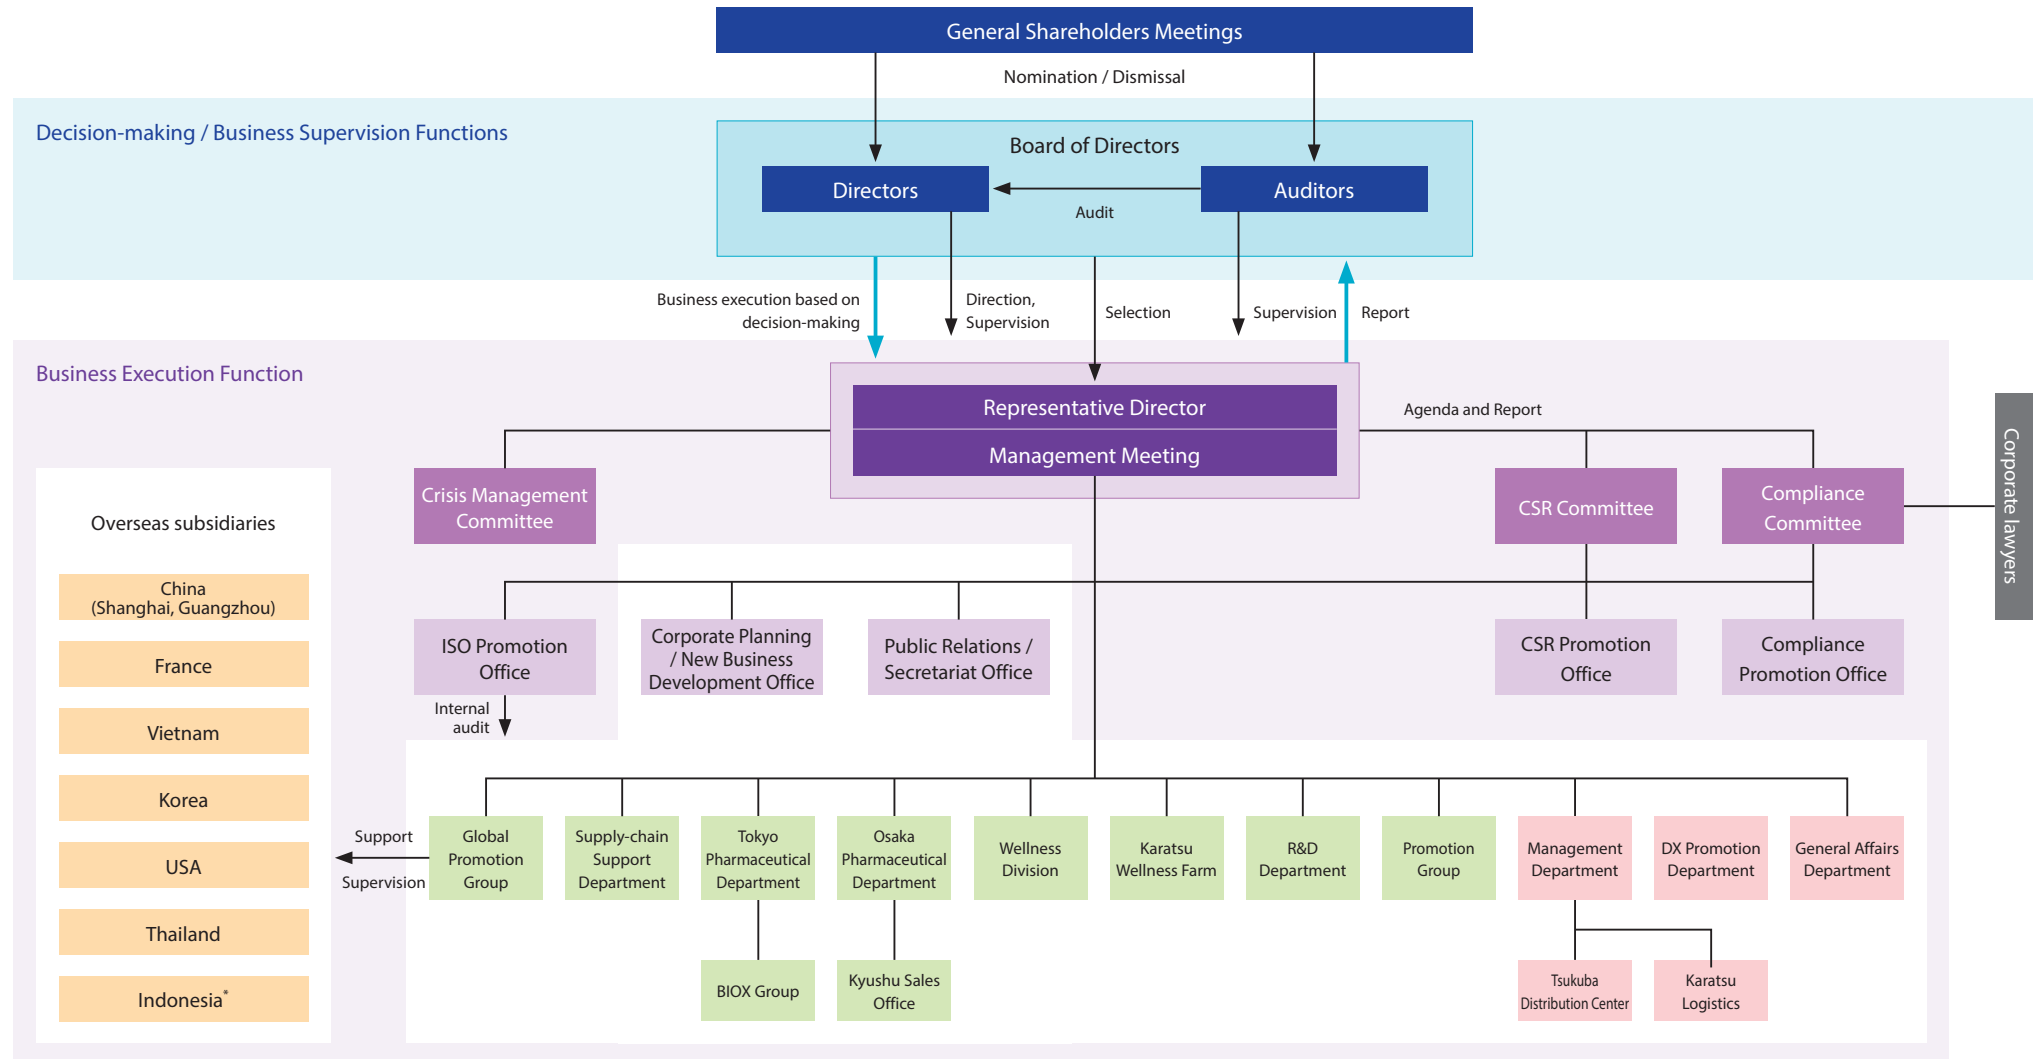 General Shareholders Meetings
Nomination / Dismissal
Decision-making / Business Supervision Functions
Board of Directors
Directors
Auditors
Audit
Business execution based on
decision-making
Direction,
Supervision
Selection
Supervision
Report
Business Execution Function
Representative Director
Management Meeting
Agenda and Report
Corporate lawyers
Crisis Management
Committee
CSR Committee
Compliance
Committee
Overseas subsidiaries
China
(Shanghai, Guangzhou)
France
Vietnam
Korea
USA
Thailand
Indonesia*
ISO Promotion
Office
Corporate Planning
/ New Business
Development Office
Public Relations /
Secretariat Office
CSR Promotion
Office
Compliance
Promotion Office
Internal
audit
Support
Supervision
Global
Promotion
Group
Supply-chain
Support
Department
Tokyo
Pharmaceutical
Department
Osaka
Pharmaceutical
Department
Wellness
Division
Karatsu
Wellness Farm
R&D
Department
Promotion
Group
Management
Department
DX Promotion
Department
General Affairs
Department
BIOX Group
Kyushu Sales
Office
Tsukuba
Distribution Center
Karatsu
Logistics